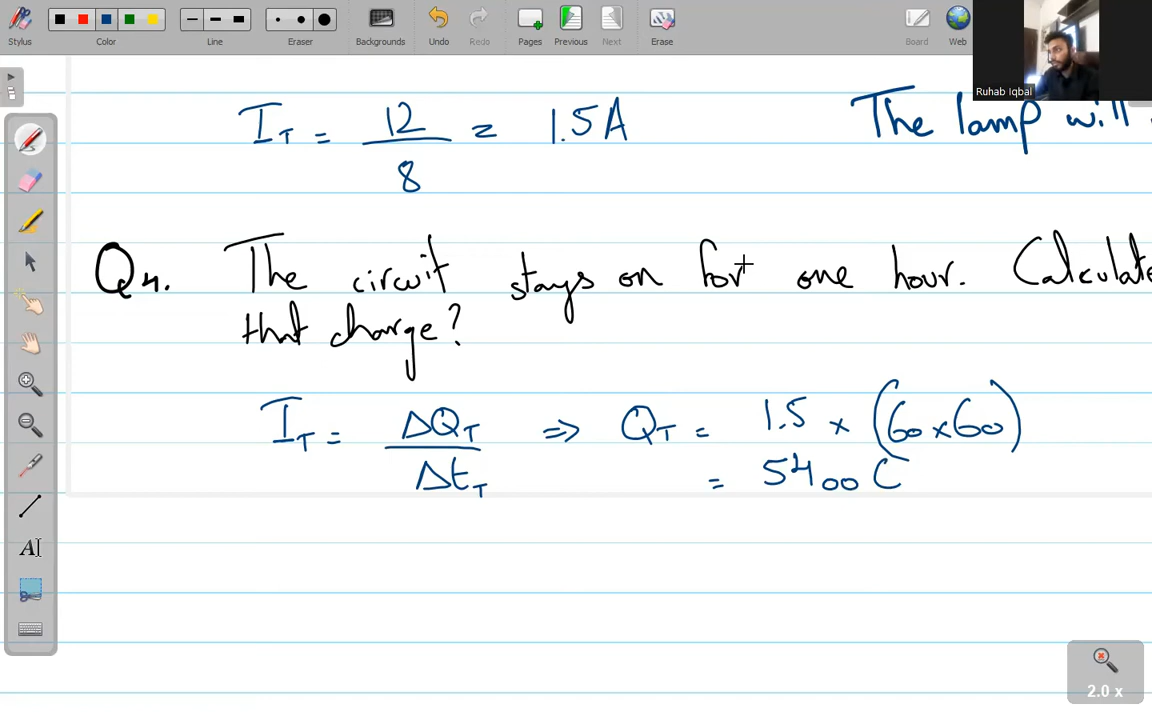 Stylus
Color
Line
Eraser
Backgrounds
Undo
Redo
Pages
Previous
Next
Erase
Board
Web
Ruhab Iqbal
I_T = 12/8 = 1.5A
The lamp will
Q4. The circuit stays on for one hour. Calculate
that charge?
I_T = ΔQ_T/Δt_T ⇒ Q_T = 1.5 × (60×60)
= 5400 C
AI
2.0 x